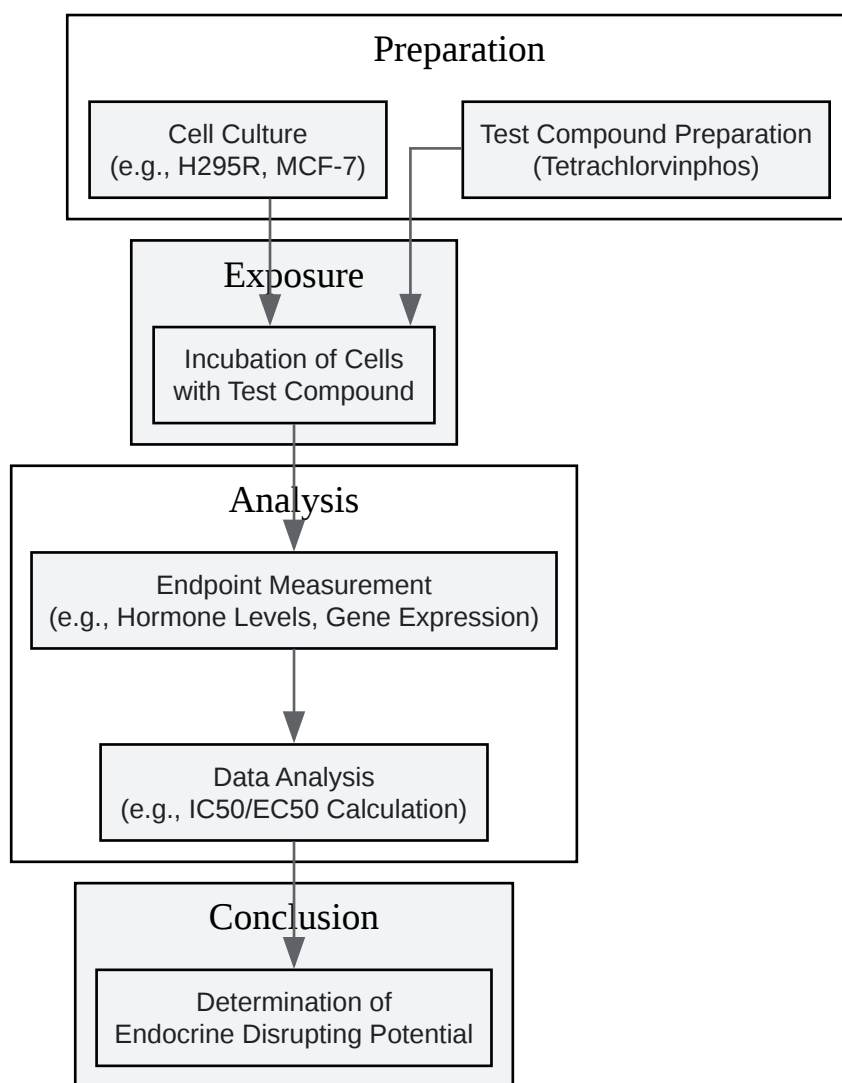 Preparation
Cell Culture
(e.g., H295R, MCF-7)
Test Compound Preparation
(Tetrachlorvinphos)
Exposure
Incubation of Cells
with Test Compound
Analysis
Endpoint Measurement
(e.g., Hormone Levels, Gene Expression)
Data Analysis
(e.g., IC50/EC50 Calculation)
Conclusion
Determination of
Endocrine Disrupting Potential